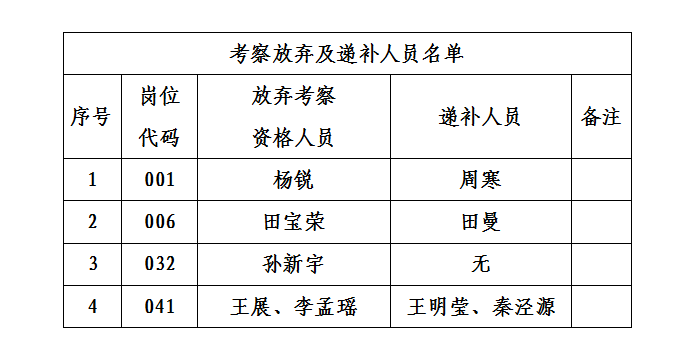 考察放弃及递补人员名单
序号 岗位代码 放弃考察资格人员 递补人员 备注
1 001 杨锐 周寒
2 006 田宝荣 田曼
3 032 孙新宇 无
4 041 王展、李孟瑶 王明莹、秦泾源